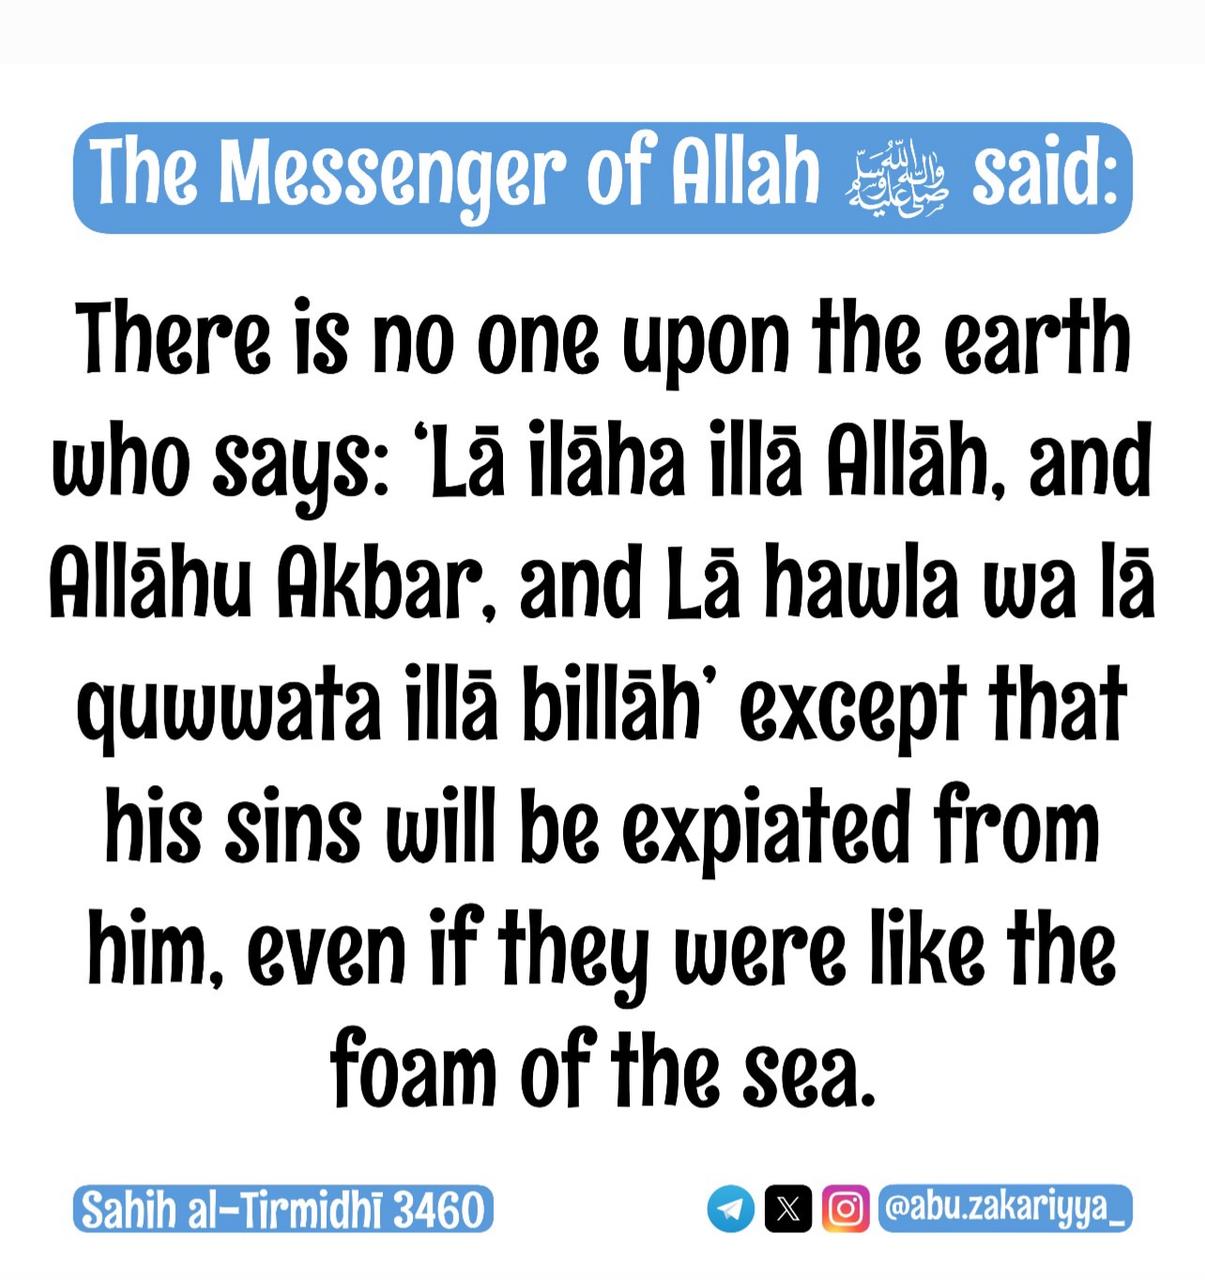 The Messenger of Allah ﷺ said:
There is no one upon the earth
who says: ‘Lā ilāha illā Allāh, and
Allāhu Akbar, and Lā hawla wa lā
quwwata illā billāh’ except that
his sins will be expiated from
him, even if they were like the
foam of the sea.
Sahih al-Tirmidhī 3460
@abu.zakariyya_